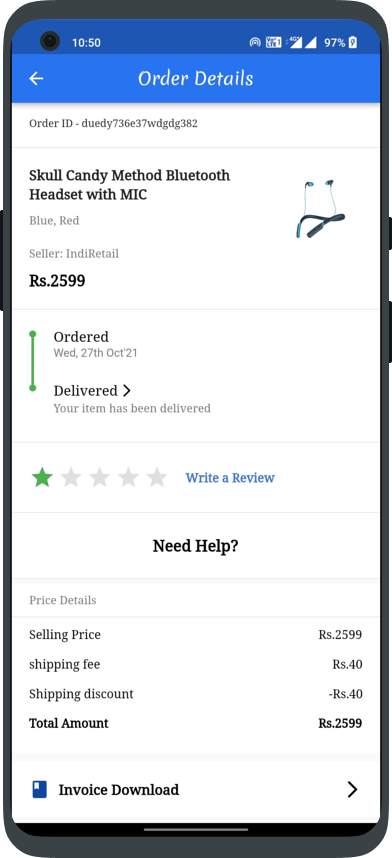 10:50
97%
Order Details
Order ID - duedy736e37wdgdg382
Skull Candy Method Bluetooth
Headset with MIC
Blue, Red
Seller: IndiRetail
Rs.2599
Ordered
Wed, 27th Oct'21
Delivered
Your item has been delivered
Write a Review
Need Help?
Price Details
Selling Price Rs.2599
shipping fee Rs.40
Shipping discount -Rs.40
Total Amount Rs.2599
Invoice Download